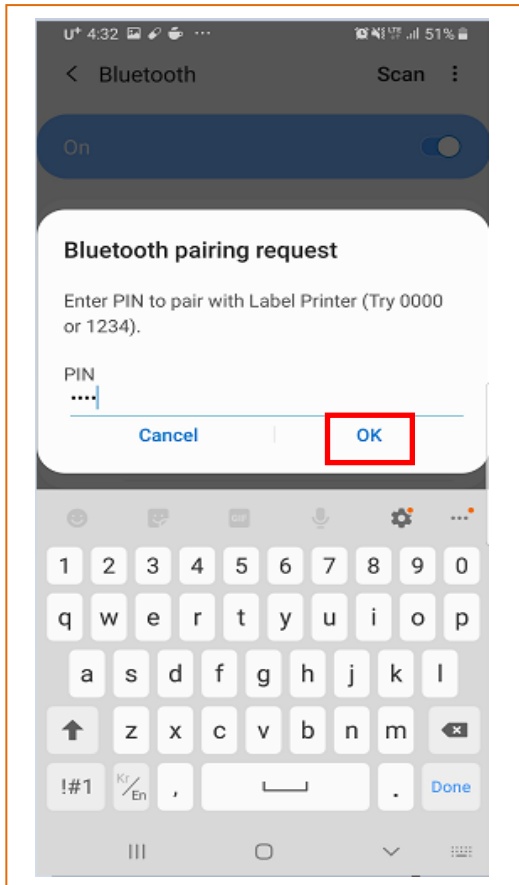 U+ 4:32 ... LTE 51%
< Bluetooth Scan
On
Bluetooth pairing request
Enter PIN to pair with Label Printer (Try 0000
or 1234).
PIN
••••
Cancel OK
GIF
1 2 3 4 5 6 7 8 9 0
q w e r t y u i o p
a s d f g h j k l
z x c v b n m
!#1 Kr/En , . Done